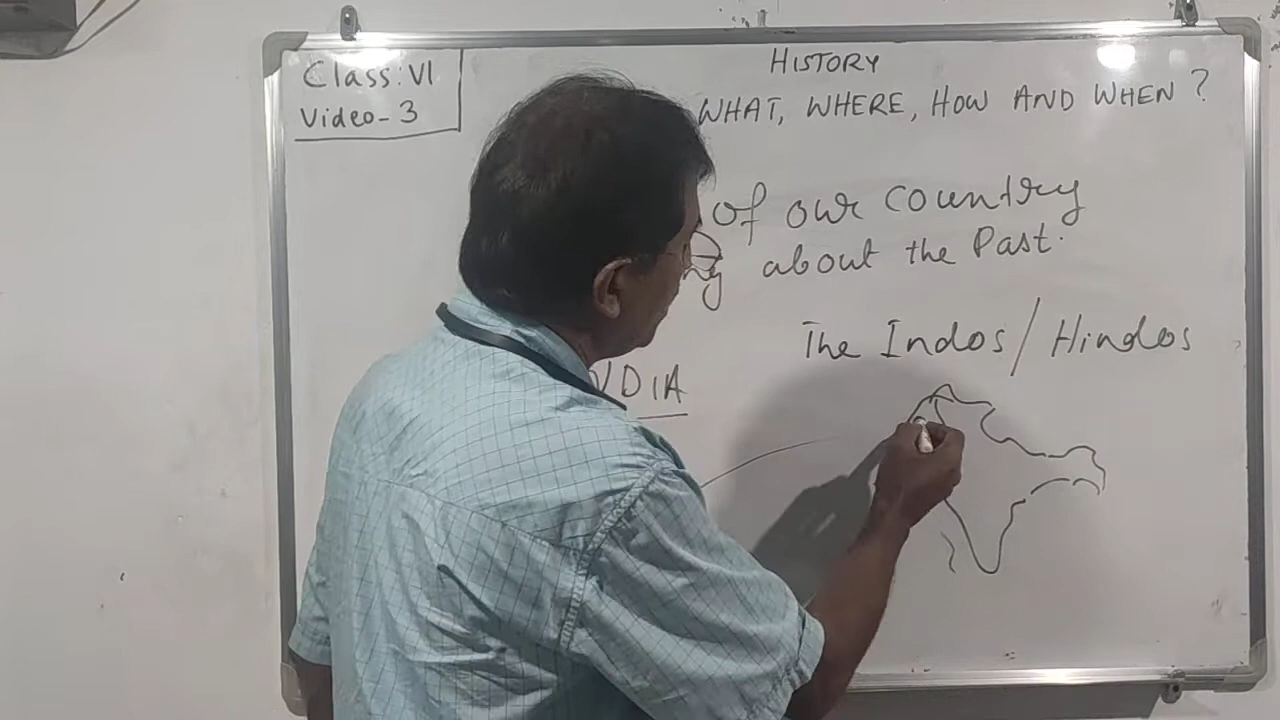 Class: VI
Video-3
HISTORY
WHAT, WHERE, HOW AND WHEN?
of our country
about the Past.
The Indos/Hindos